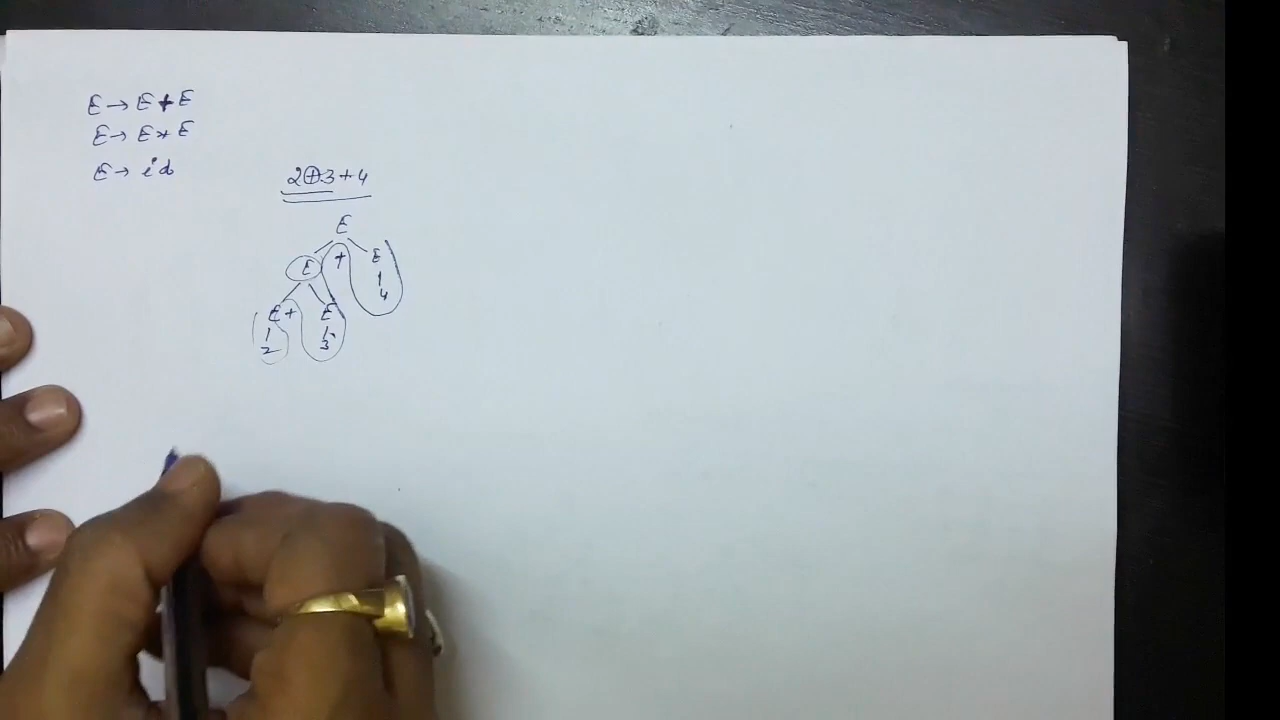 E → E + E
E → E * E
E → id
2⊕3+4
E
E + E
4
E + E
2 3